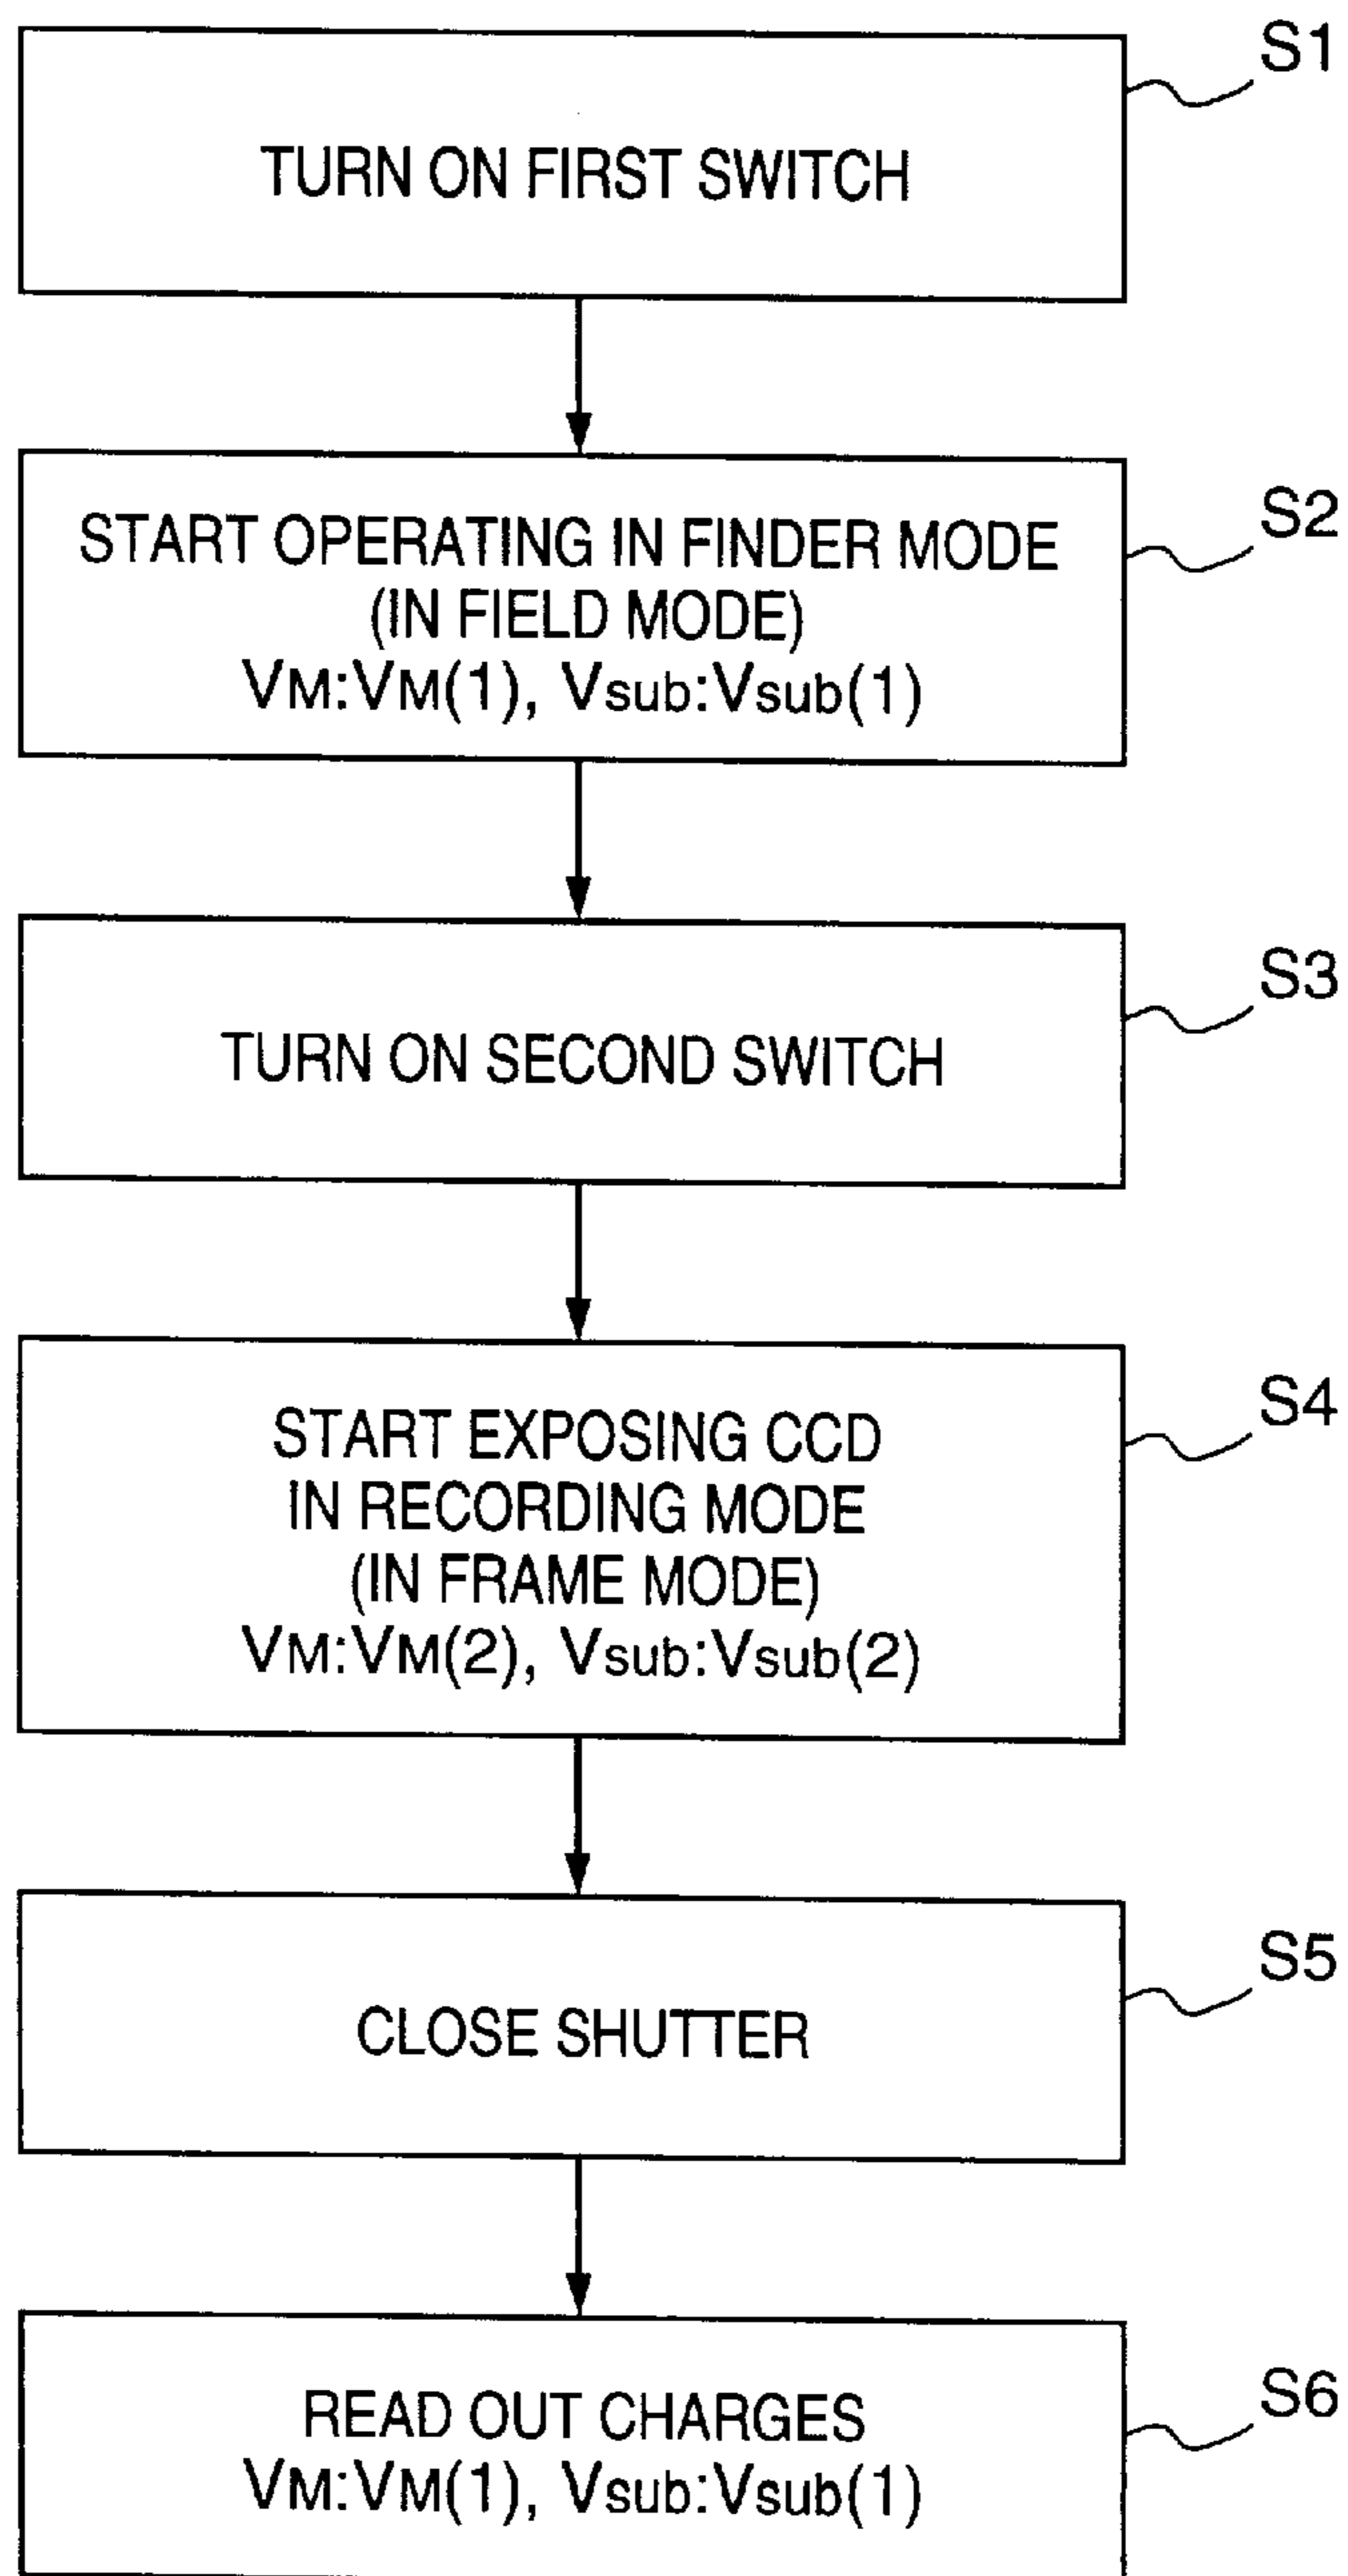 S1
TURN ON FIRST SWITCH
S2
START OPERATING IN FINDER MODE
(IN FIELD MODE)
VM:VM(1), Vsub:Vsub(1)
S3
TURN ON SECOND SWITCH
S4
START EXPOSING CCD
IN RECORDING MODE
(IN FRAME MODE)
VM:VM(2), Vsub:Vsub(2)
S5
CLOSE SHUTTER
S6
READ OUT CHARGES
VM:VM(1), Vsub:Vsub(1)